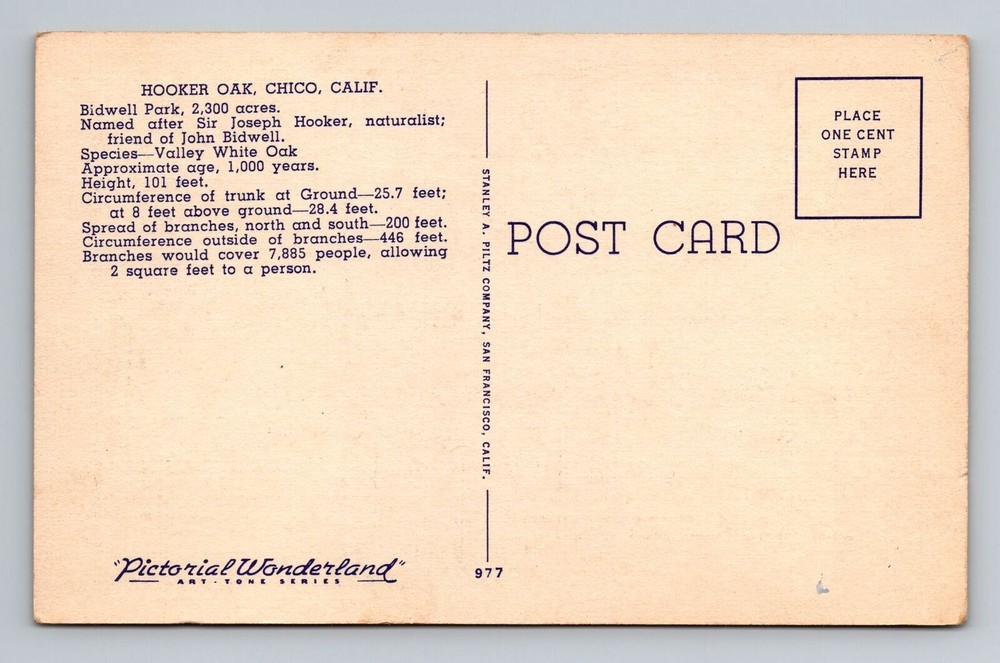 HOOKER OAK, CHICO, CALIF.
Bidwell Park, 2,300 acres.
Named after Sir Joseph Hooker, naturalist;
friend of John Bidwell.
Species—Valley White Oak
Approximate age, 1,000 years.
Height, 101 feet.
Circumference of trunk at Ground—25.7 feet;
at 8 feet above ground—28.4 feet.
Spread of branches, north and south—200 feet.
Circumference outside of branches—446 feet.
Branches would cover 7,885 people, allowing
2 square feet to a person.
"Pictorial Wonderland"
ART-TONE SERIES
STANLEY A. PILTZ COMPANY, SAN FRANCISCO, CALIF.
977
POST CARD
PLACE
ONE CENT
STAMP
HERE